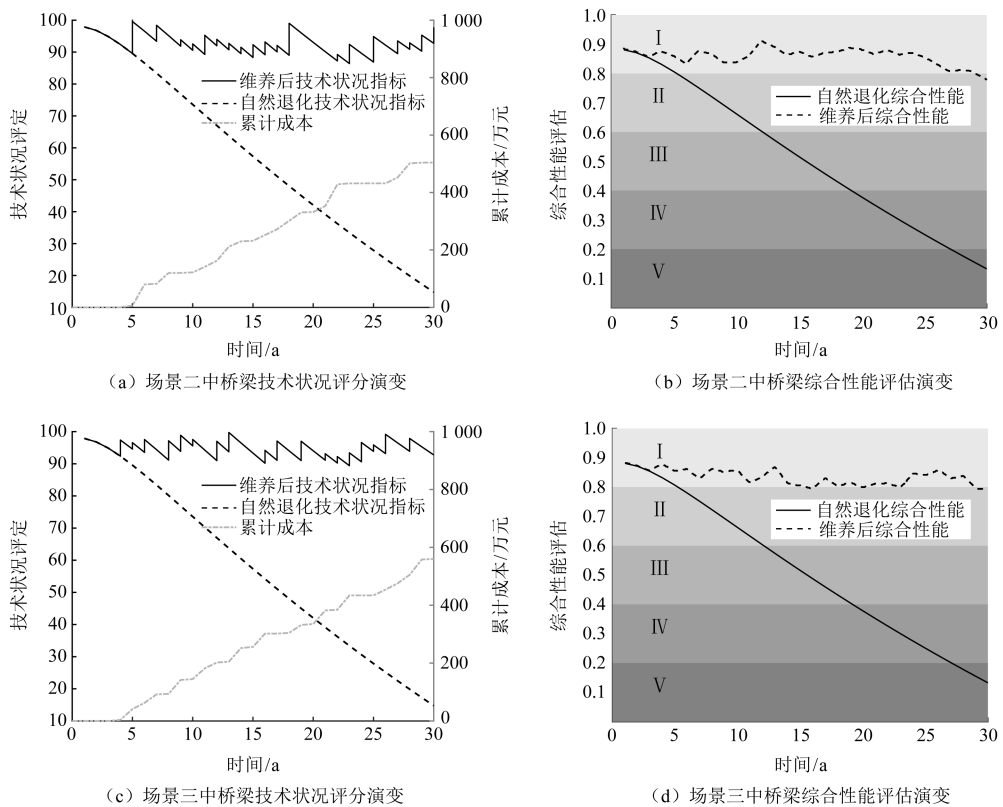 100
90
80
70
60
50
40
30
20
10
技术状况评定
1 000
800
600
400
200
0
累计成本/万元
维养后技术状况指标
自然退化技术状况指标
累计成本
0 5 10 15 20 25 30
时间/a
（a）场景二中桥梁技术状况评分演变
1.0
0.9
0.8
0.7
0.6
0.5
0.4
0.3
0.2
0.1
综合性能评估
Ⅰ
Ⅱ
Ⅲ
Ⅳ
Ⅴ
自然退化综合性能
维养后综合性能
0 5 10 15 20 25 30
时间/a
（b）场景二中桥梁综合性能评估演变
100
90
80
70
60
50
40
30
20
10
技术状况评定
1 000
800
600
400
200
0
累计成本/万元
维养后技术状况指标
自然退化技术状况指标
累计成本
0 5 10 15 20 25 30
时间/a
（c）场景三中桥梁技术状况评分演变
1.0
0.9
0.8
0.7
0.6
0.5
0.4
0.3
0.2
0.1
综合性能评估
Ⅰ
Ⅱ
Ⅲ
Ⅳ
Ⅴ
自然退化综合性能
维养后综合性能
0 5 10 15 20 25 30
时间/a
（d）场景三中桥梁综合性能评估演变